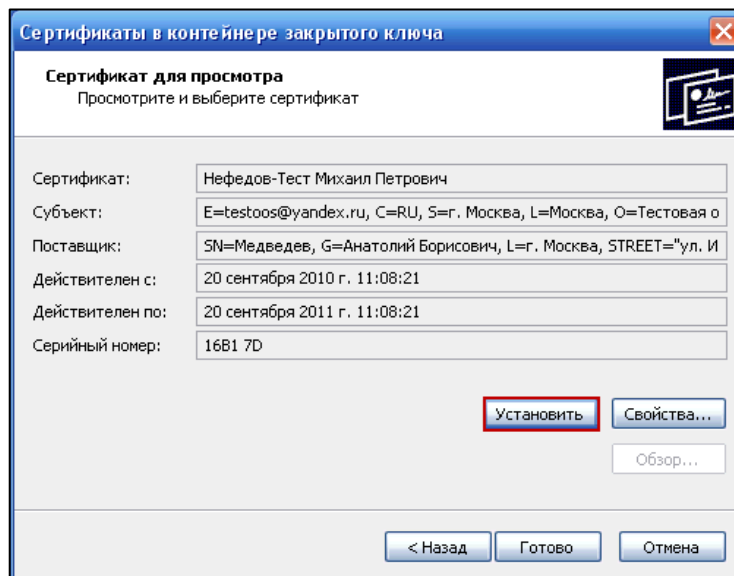 Сертификаты в контейнере закрытого ключа
Сертификат для просмотра
Просмотрите и выберите сертификат
Сертификат: Нефедов-Тест Михаил Петрович
Субъект: E=testoos@yandex.ru, C=RU, S=г. Москва, L=Москва, O=Тестовая о
Поставщик: SN=Медведев, G=Анатолий Борисович, L=г. Москва, STREET="ул. И
Действителен с: 20 сентября 2010 г. 11:08:21
Действителен по: 20 сентября 2011 г. 11:08:21
Серийный номер: 16B1 7D
Установить Свойства...
Обзор...
< Назад Готово Отмена